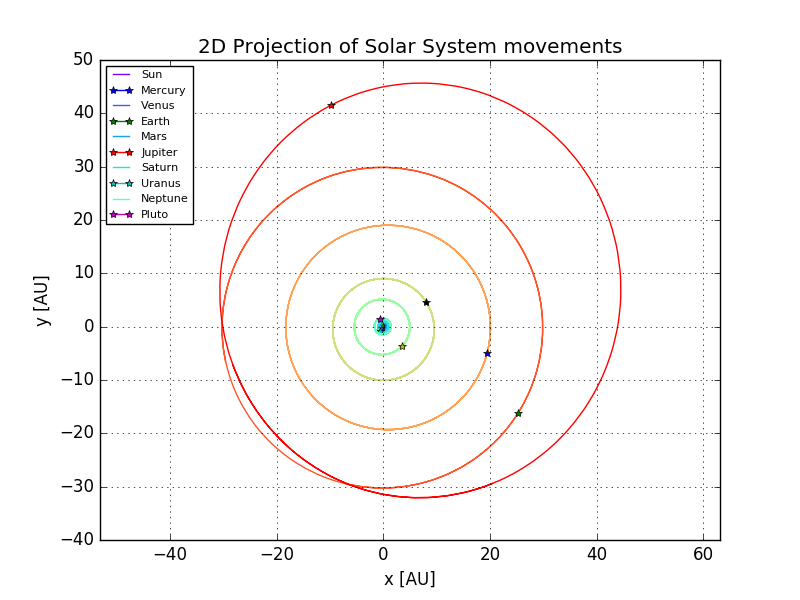 2D Projection of Solar System movements
50
40
30
20
10
0
−10
−20
−30
−40
y [AU]
Sun
Mercury
Venus
Earth
Mars
Jupiter
Saturn
Uranus
Neptune
Pluto
−40 −20 0 20 40 60
x [AU]